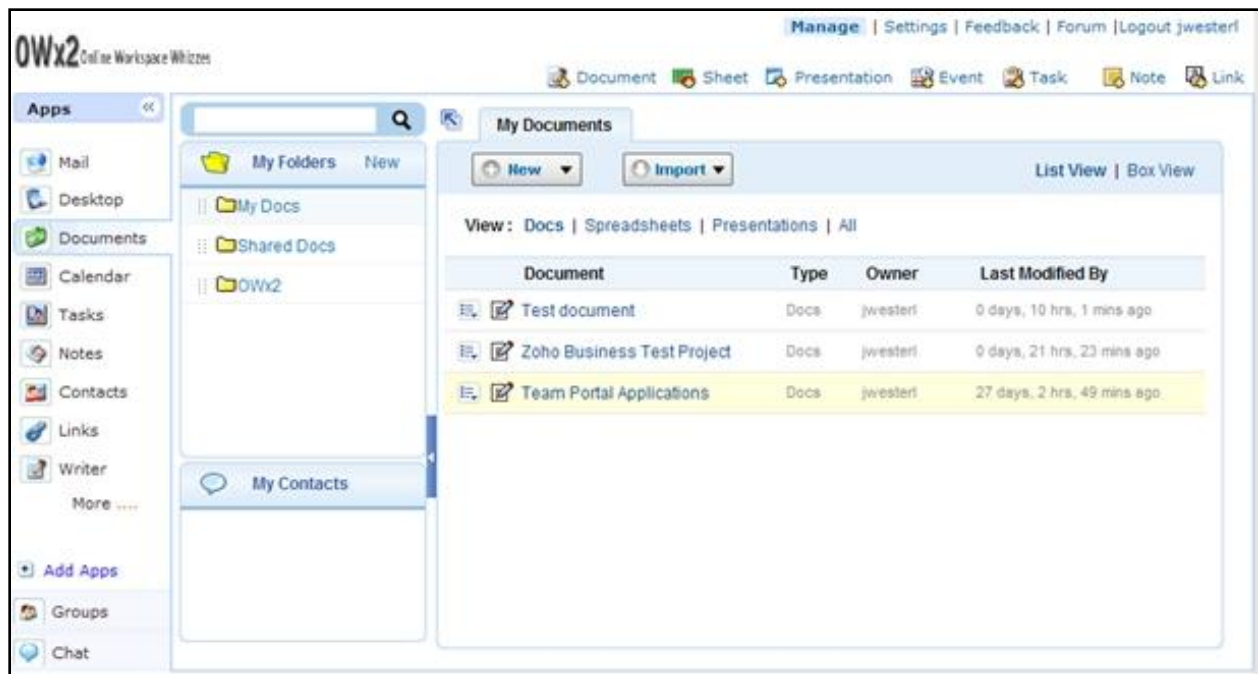 Manage | Settings | Feedback | Forum |Logout jwesterl
OWx2 Online Workspace Whizzes
Document Sheet Presentation Event Task Note Link
Apps
Mail
Desktop
Documents
Calendar
Tasks
Notes
Contacts
Links
Writer
More ....
Add Apps
Groups
Chat
My Folders New
My Docs
Shared Docs
OWx2
My Contacts
My Documents
New Import List View | Box View
View : Docs | Spreadsheets | Presentations | All
Document Type Owner Last Modified By
Test document Docs jwesterl 0 days, 10 hrs, 1 mins ago
Zoho Business Test Project Docs jwesterl 0 days, 21 hrs, 23 mins ago
Team Portal Applications Docs jwesterl 27 days, 2 hrs, 49 mins ago